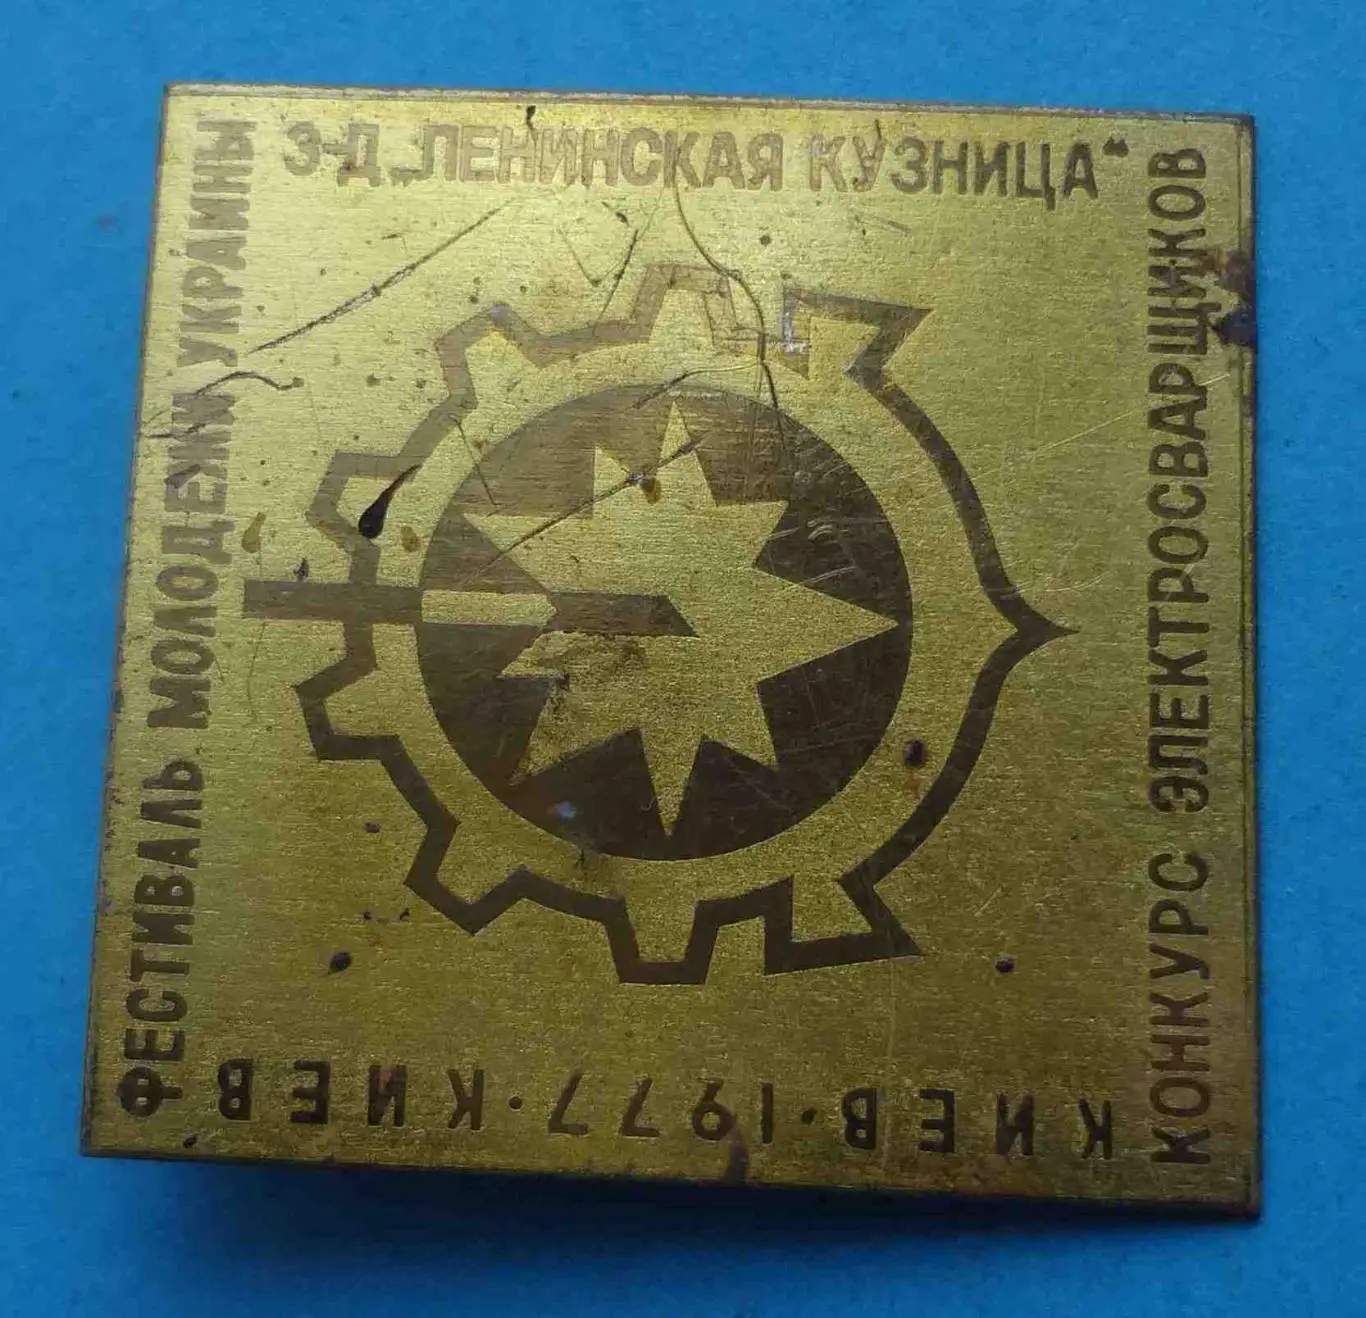 З-Д „ЛЕНИНСКАЯ КУЗНИЦА“
ФЕСТИВАЛЬ МОЛОДЕЖИ УКРАИНЫ
КОНКУРС ЭЛЕКТРОСВАРЩИКОВ
КИЕВ·1977·КИЕВ